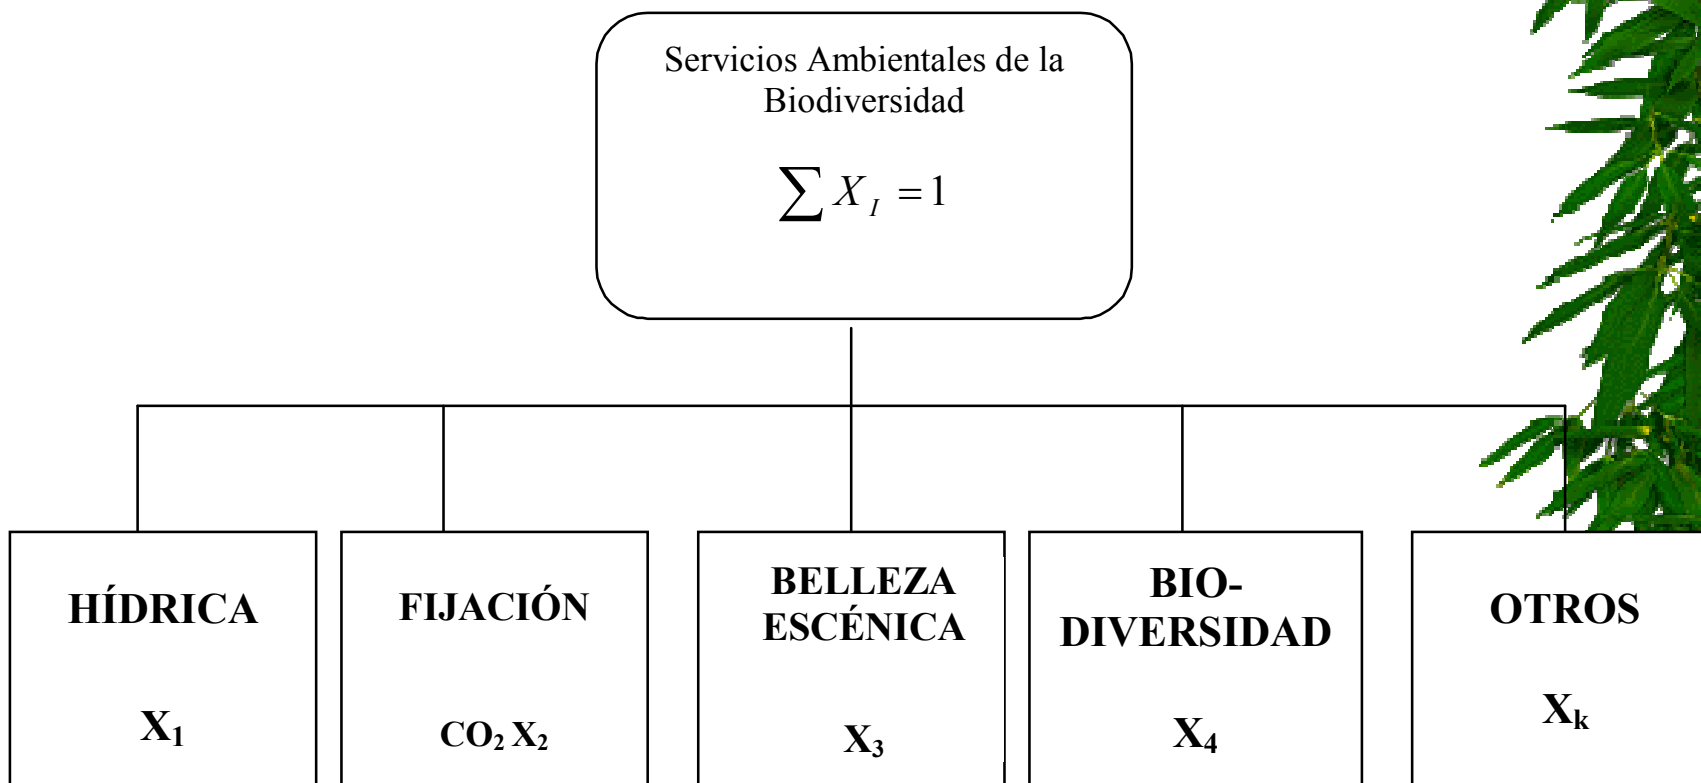 Servicios Ambientales de la
Biodiversidad
∑ X_I = 1
HÍDRICA
X₁
FIJACIÓN
CO₂ X₂
BELLEZA
ESCÉNICA
X₃
BIO-
DIVERSIDAD
X₄
OTROS
Xₖ